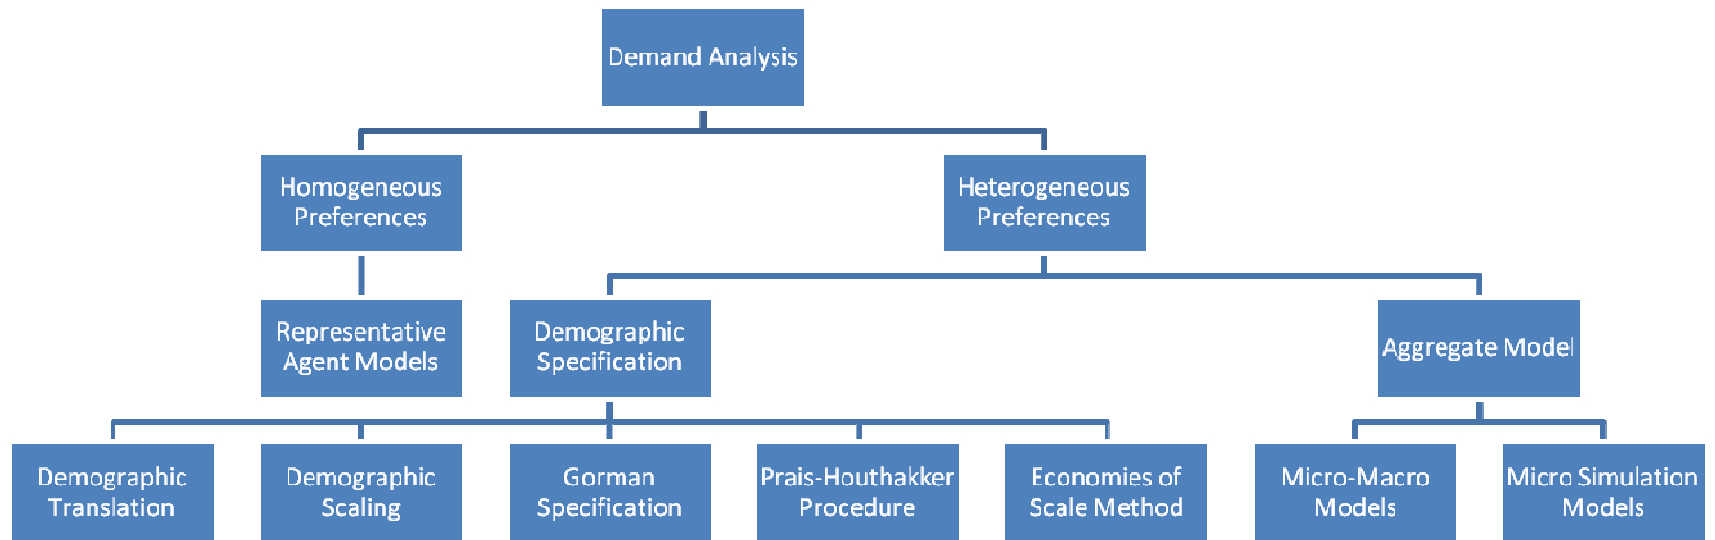 Demand Analysis
Homogeneous
Preferences
Heterogeneous
Preferences
Representative
Agent Models
Demographic
Specification
Aggregate Model
Demographic
Translation
Demographic
Scaling
Gorman
Specification
Prais-Houthakker
Procedure
Economies of
Scale Method
Micro-Macro
Models
Micro Simulation
Models